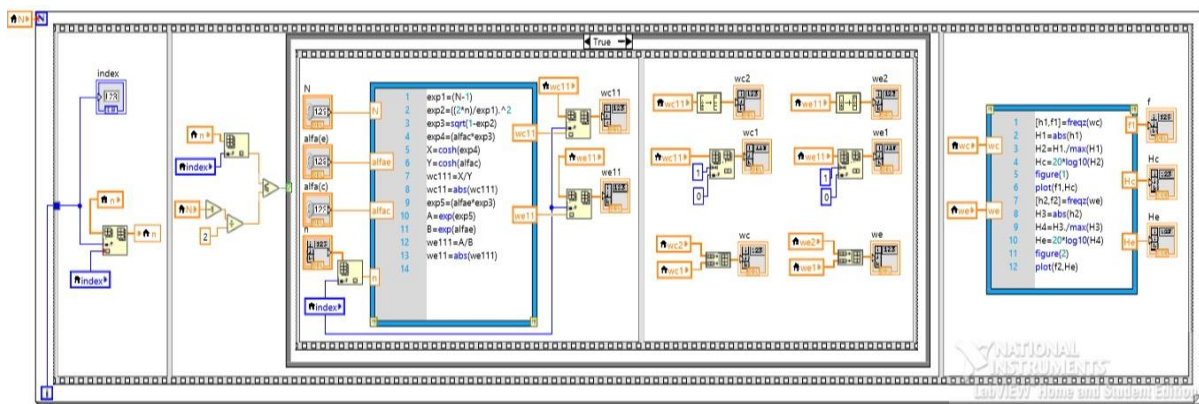 N
N
True
index
n
index
n
n
index
n
index
N
2
N
alfa(e)
alfa(c)
n
index
N
alfae
alfac
n
1 exp1=(N-1)
2 exp2=((2*n)/exp1).^2
3 exp3=sqrt(1-exp2)
4 exp4=(alfac*exp3)
5 X=cosh(exp4)
6 Y=cosh(alfac)
7 wc111=X/Y
8 wc11=abs(wc111)
9 exp5=(alfae*exp3)
10 A=exp(exp5)
11 B=exp(alfae)
12 we111=A/B
13 we11=abs(we111)
14
wc11
we11
wc11
wc11
we11
we11
wc2
wc11
we2
we11
wc1
wc11
1
0
we1
we11
1
0
wc
wc2
wc1
we
we2
we1
wc
we
wc
we
1 [h1,f1]=freqz(wc)
2 H1=abs(h1)
3 H2=H1./max(H1)
4 Hc=20*log10(H2)
5 figure(1)
6 plot(f1,Hc)
7 [h2,f2]=freqz(we)
8 H3=abs(h2)
9 H4=H3./max(H3)
10 He=20*log10(H4)
11 figure(2)
12 plot(f2,He)
f1
Hc
He
f
Hc
He
i
NATIONAL
INSTRUMENTS
LabVIEW Home and Student Edition